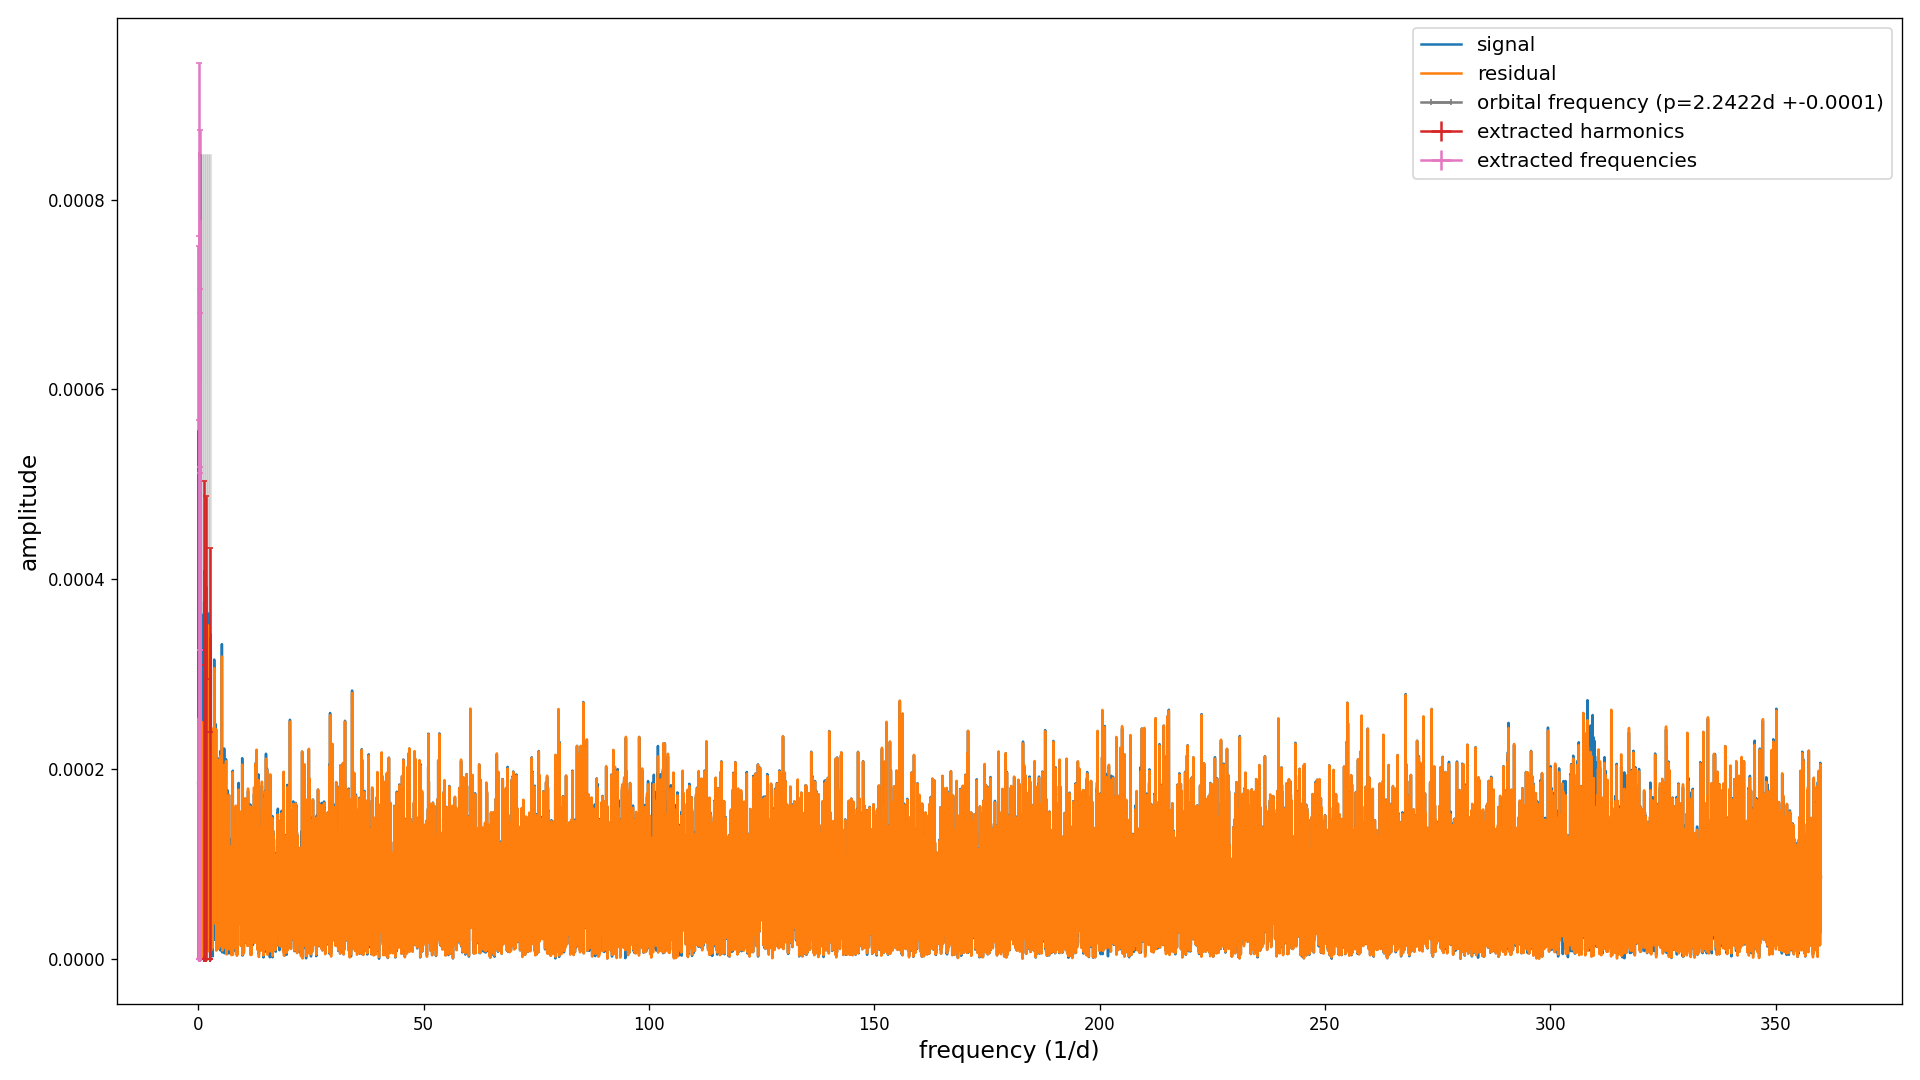 signal
residual
orbital frequency (p=2.2422d +-0.0001)
extracted harmonics
extracted frequencies
0.0008
0.0006
0.0004
0.0002
0.0000
amplitude
0 50 100 150 200 250 300 350
frequency (1/d)